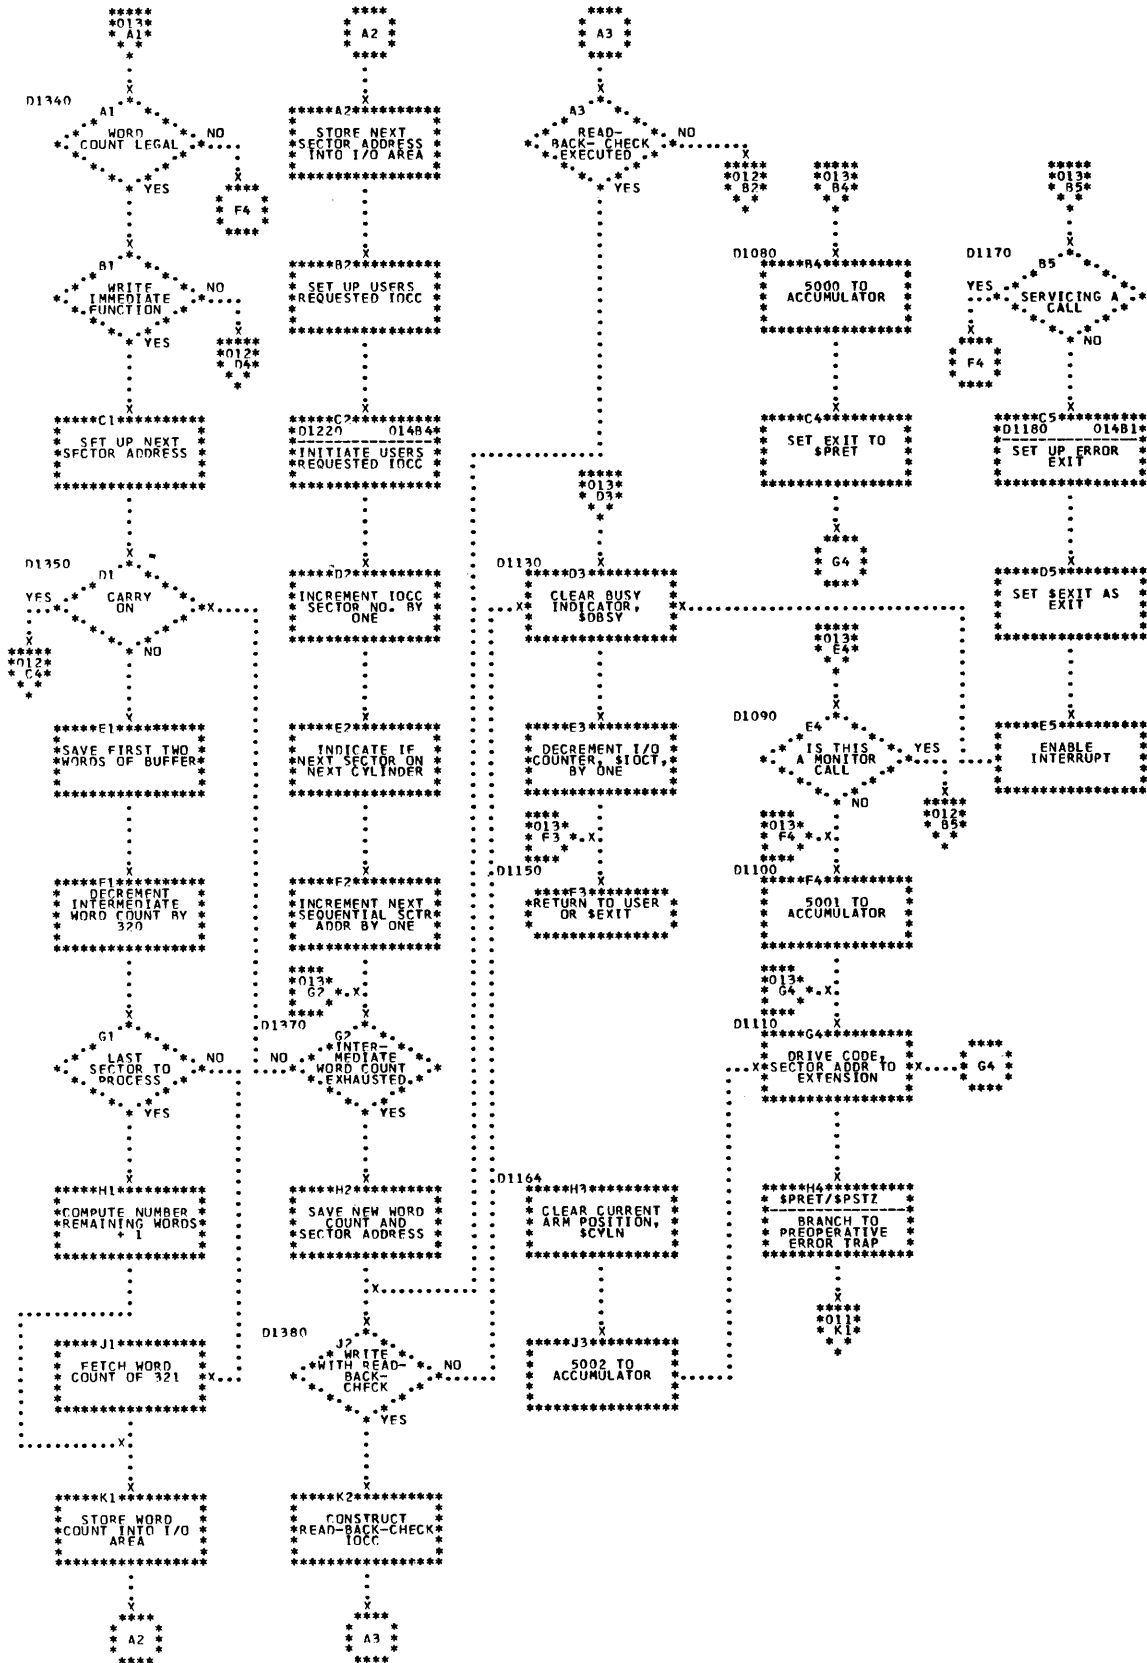 013
A1
D1340
A1
WORD
COUNT LEGAL
NO
YES
F4
B1
WRITE
IMMEDIATE
FUNCTION
NO
YES
012
D4
C1
SET UP NEXT
SECTOR ADDRESS
D1350
D1
CARRY
ON
YES
NO
012
C4
E1
SAVE FIRST TWO
WORDS OF BUFFER
F1
DECREMENT
INTERMEDIATE
WORD COUNT BY
320
G1
LAST
SECTOR TO
PROCESS
NO
YES
H1
COMPUTE NUMBER
REMAINING WORDS
+ 1
J1
FETCH WORD
COUNT OF 321
K1
STORE WORD
COUNT INTO I/O
AREA
A2
A2
A2
STORE NEXT
SECTOR ADDRESS
INTO I/O AREA
B2
SET UP USERS
REQUESTED IOCC
C2
D1220 014B4
INITIATE USERS
REQUESTED IOCC
D2
INCREMENT IOCC
SECTOR NO. BY
ONE
E2
INDICATE IF
NEXT SECTOR ON
NEXT CYLINDER
F2
INCREMENT NEXT
SEQUENTIAL SCTR
ADDR BY ONE
013
G2
D1370
G2
INTER-
MEDIATE
WORD COUNT
EXHAUSTED
NO
YES
H2
SAVE NEW WORD
COUNT AND
SECTOR ADDRESS
D1380
J2
WRITE
WITH READ-
BACK-
CHECK
NO
YES
K2
CONSTRUCT
READ-BACK-CHECK
IOCC
A3
A3
A3
READ-
BACK- CHECK
EXECUTED
NO
YES
012
B2
013
D3
D1130
D3
CLEAR BUSY
INDICATOR,
$DBSY
E3
DECREMENT I/O
COUNTER, $IOCT,
BY ONE
013
F3
D1150
F3
RETURN TO USER
OR $EXIT
D1164
H3
CLEAR CURRENT
ARM POSITION,
$CYLN
J3
5002 TO
ACCUMULATOR
013
B4
D1080
B4
5000 TO
ACCUMULATOR
C4
SET EXIT TO
$PRET
G4
013
E4
D1090
E4
IS THIS
A MONITOR
CALL
YES
NO
012
B5
013
F4
D1100
F4
5001 TO
ACCUMULATOR
013
G4
D1110
G4
DRIVE CODE,
SECTOR ADDR TO
EXTENSION
G4
H4
$PRET/$PSTZ
BRANCH TO
PREOPERATIVE
ERROR TRAP
011
K1
013
B5
D1170
B5
SERVICING A
CALL
YES
NO
F4
C5
D1180 014B1
SET UP ERROR
EXIT
D5
SET $EXIT AS
EXIT
E5
ENABLE
INTERRUPT